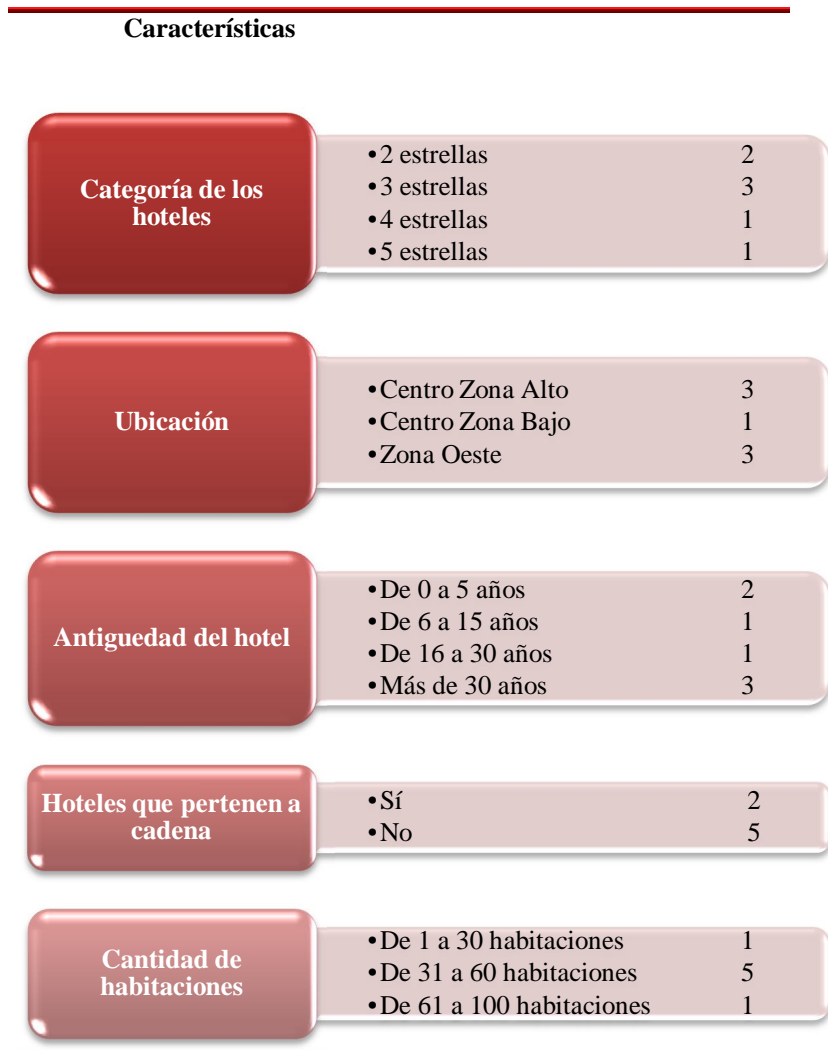 Características
Categoría de los
hoteles
•2 estrellas 2
•3 estrellas 3
•4 estrellas 1
•5 estrellas 1
Ubicación
•Centro Zona Alto 3
•Centro Zona Bajo 1
•Zona Oeste 3
Antiguedad del hotel
•De 0 a 5 años 2
•De 6 a 15 años 1
•De 16 a 30 años 1
•Más de 30 años 3
Hoteles que pertenen a
cadena
•Sí 2
•No 5
Cantidad de
habitaciones
•De 1 a 30 habitaciones 1
•De 31 a 60 habitaciones 5
•De 61 a 100 habitaciones 1